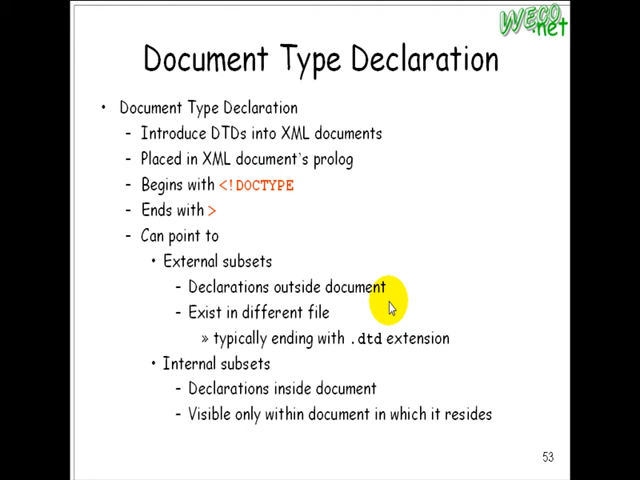 WECO
.net
Document Type Declaration
• Document Type Declaration
– Introduce DTDs into XML documents
– Placed in XML document`s prolog
– Begins with <!DOCTYPE
– Ends with >
– Can point to
• External subsets
– Declarations outside document
– Exist in different file
» typically ending with .dtd extension
• Internal subsets
– Declarations inside document
– Visible only within document in which it resides
53